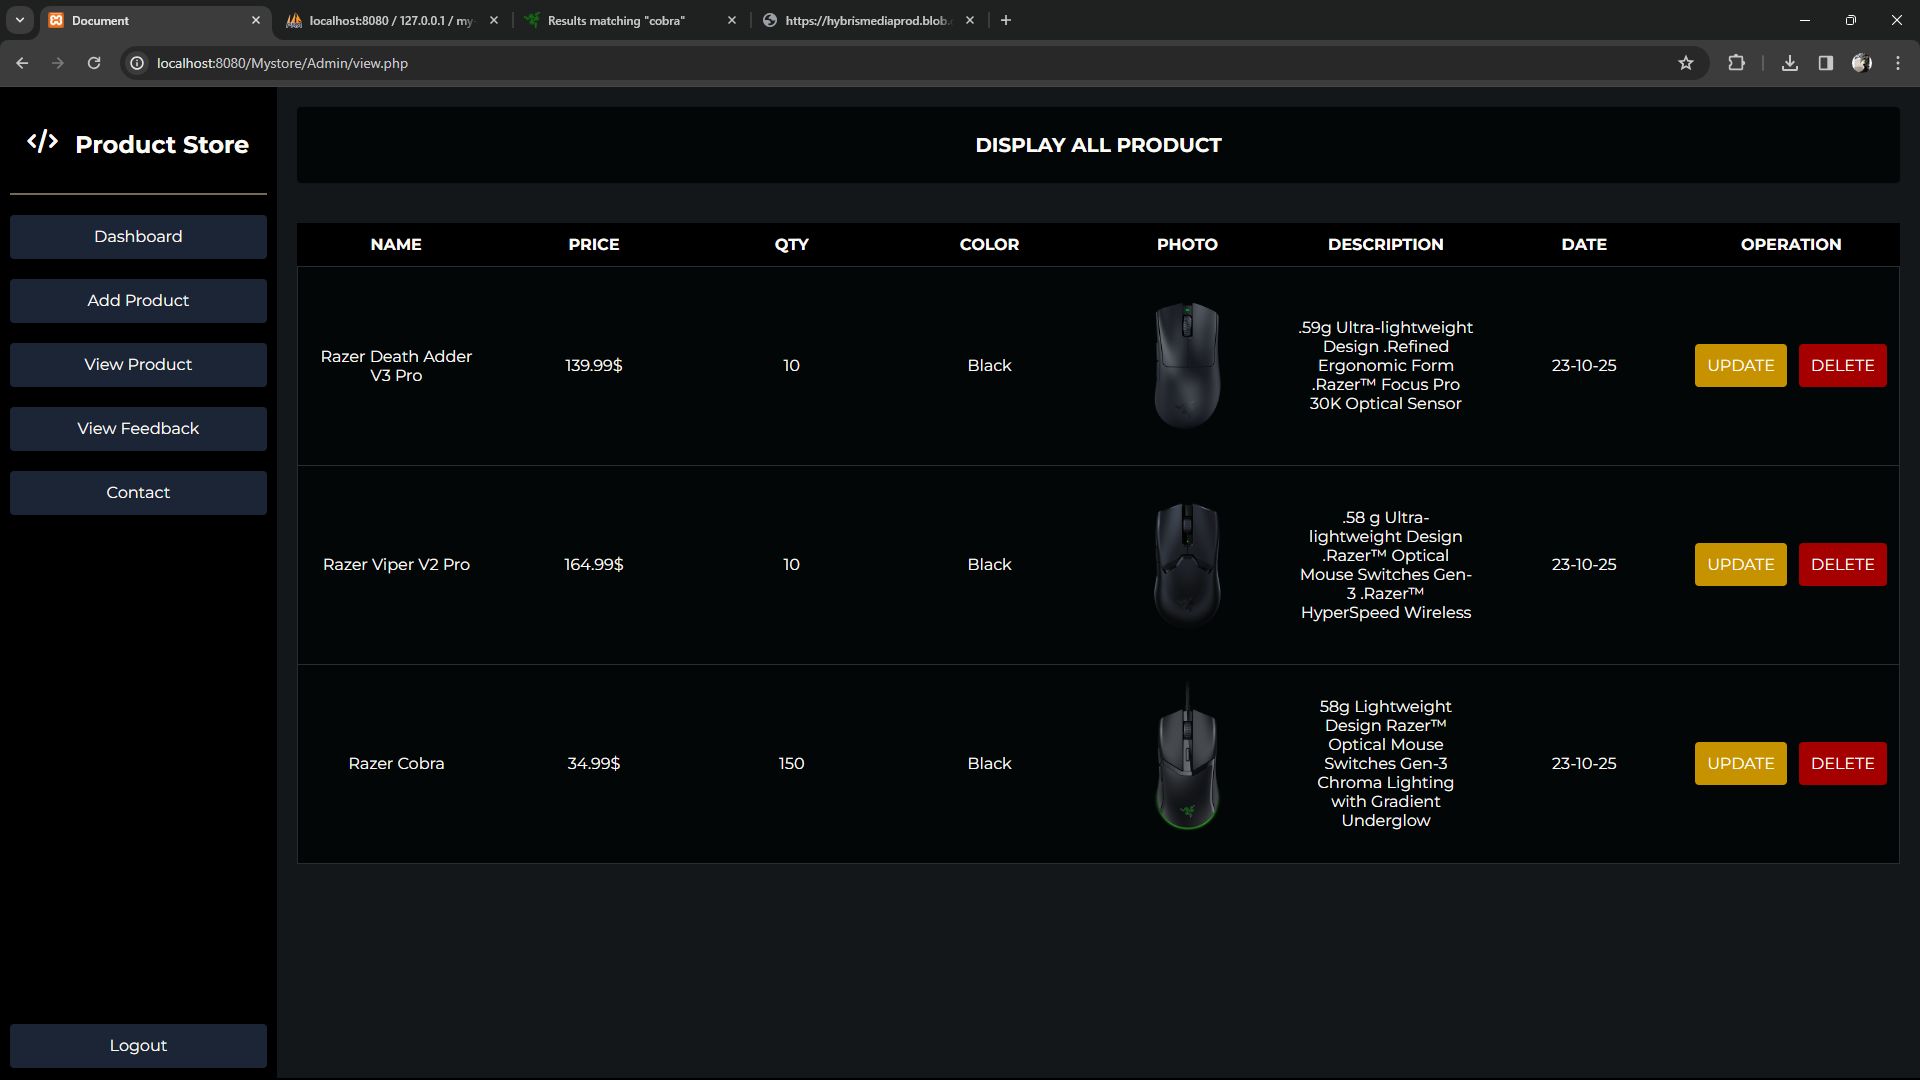 Document
localhost:8080 / 127.0.0.1 / my
Results matching "cobra"
https://hybrismediaprod.blob.
localhost:8080/Mystore/Admin/view.php
</> Product Store
Dashboard
Add Product
View Product
View Feedback
Contact
Logout
DISPLAY ALL PRODUCT
NAME PRICE QTY COLOR PHOTO DESCRIPTION DATE OPERATION
Razer Death Adder
V3 Pro
139.99$
10
Black
.59g Ultra-lightweight
Design .Refined
Ergonomic Form
.Razer™ Focus Pro
30K Optical Sensor
23-10-25
UPDATE DELETE
Razer Viper V2 Pro
164.99$
10
Black
.58 g Ultra-
lightweight Design
.Razer™ Optical
Mouse Switches Gen-
3 .Razer™
HyperSpeed Wireless
23-10-25
UPDATE DELETE
Razer Cobra
34.99$
150
Black
58g Lightweight
Design Razer™
Optical Mouse
Switches Gen-3
Chroma Lighting
with Gradient
Underglow
23-10-25
UPDATE DELETE